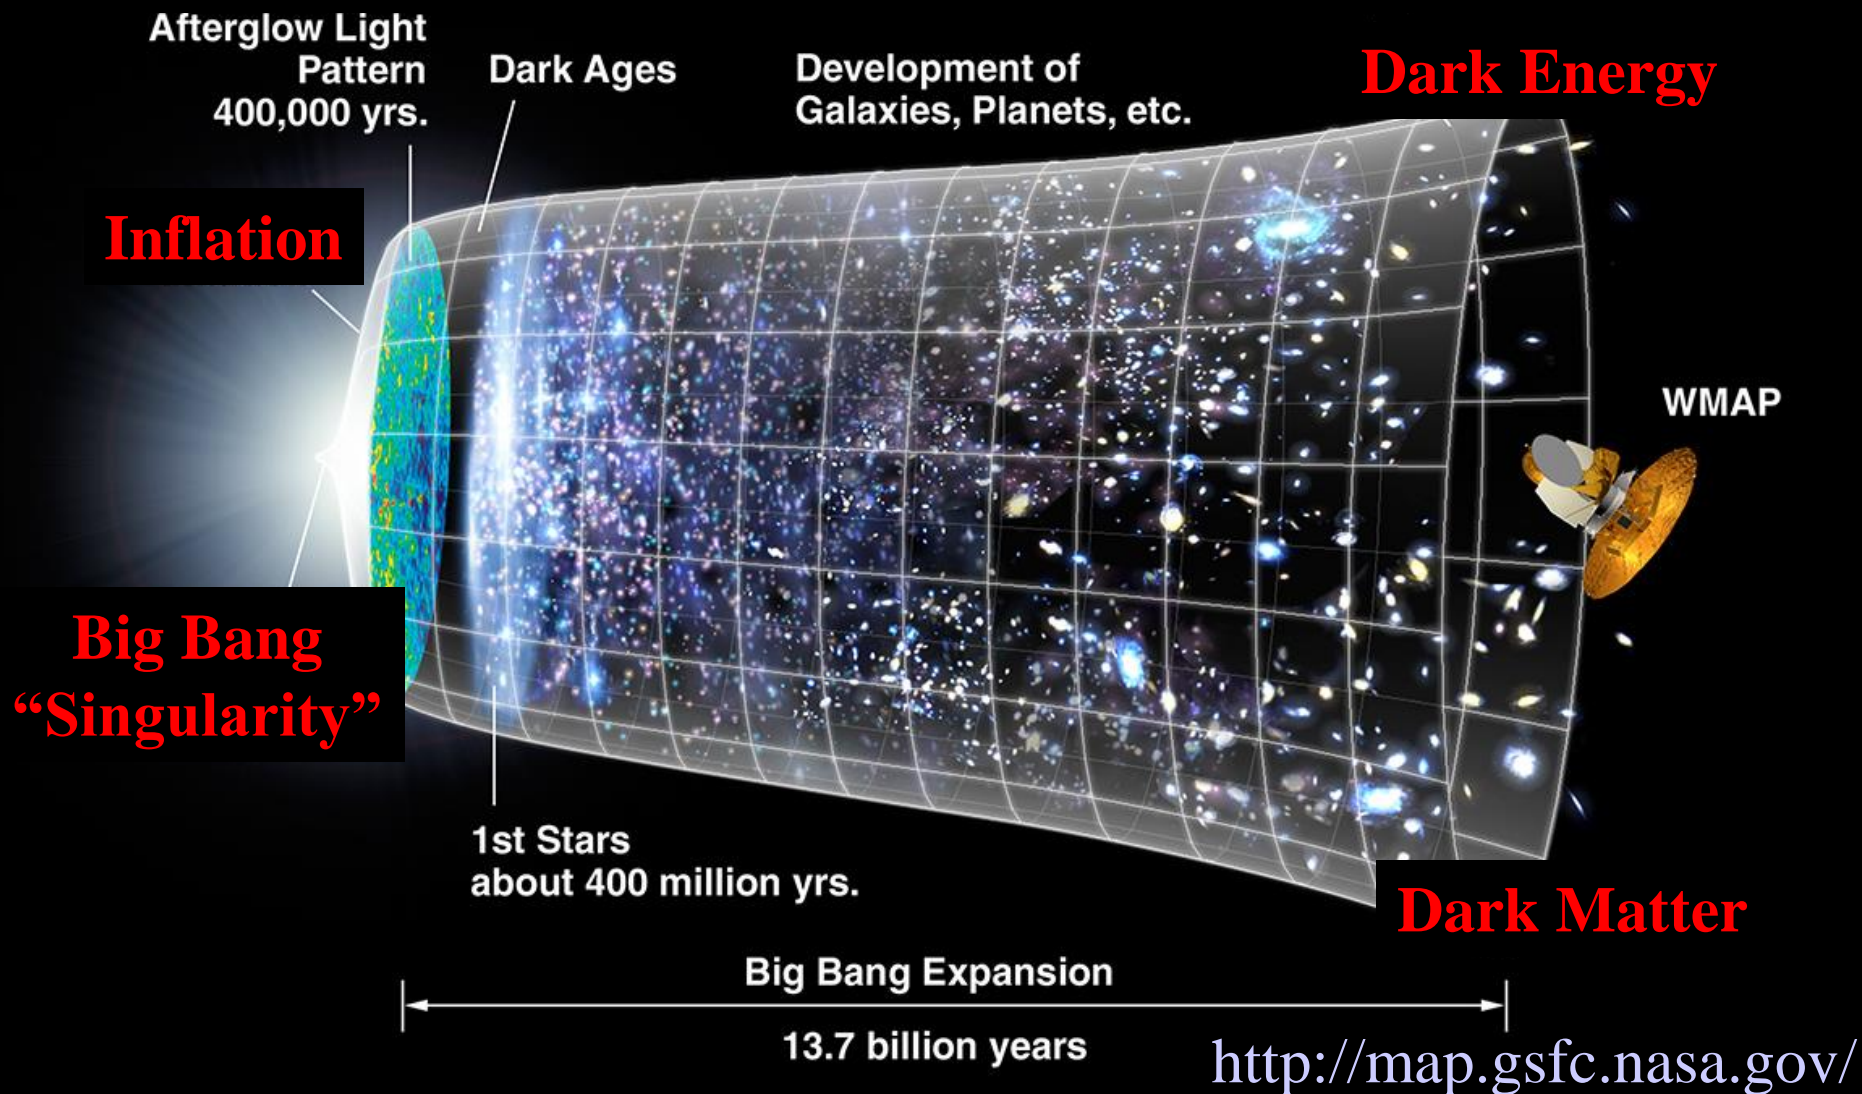 Afterglow Light
Pattern
400,000 yrs.
Dark Ages
Development of
Galaxies, Planets, etc.
Dark Energy
Inflation
WMAP
Big Bang
“Singularity”
1st Stars
about 400 million yrs.
Dark Matter
Big Bang Expansion
13.7 billion years
http://map.gsfc.nasa.gov/